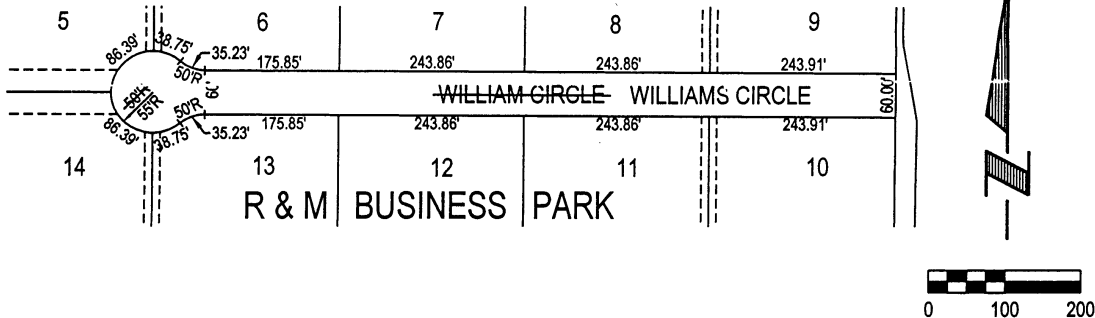 5 6 7 8 9
86.39' 38.75' 35.23'
50'R 175.85' 243.86' 243.86' 243.91'
50'R 55'R 50'R 60' WILLIAM CIRCLE WILLIAMS CIRCLE 60.00'
86.39' 38.75' 35.23' 175.85' 243.86' 243.86' 243.91'
14 13 12 11 10
R & M BUSINESS PARK
0 100 200